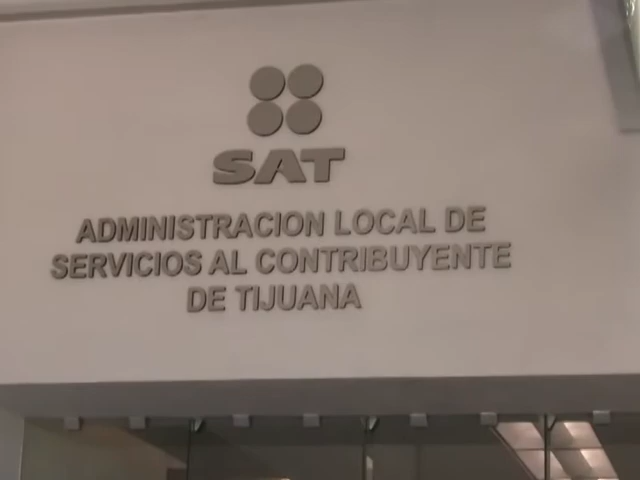 SAT
ADMINISTRACION LOCAL DE
SERVICIOS AL CONTRIBUYENTE
DE TIJUANA